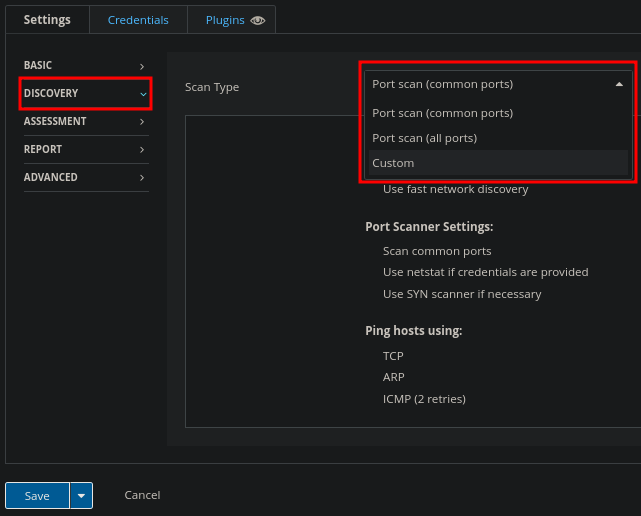 Settings
Credentials
Plugins
BASIC
DISCOVERY
ASSESSMENT
REPORT
ADVANCED
Scan Type
Port scan (common ports)
Port scan (common ports)
Port scan (all ports)
Custom
Use fast network discovery
Port Scanner Settings:
Scan common ports
Use netstat if credentials are provided
Use SYN scanner if necessary
Ping hosts using:
TCP
ARP
ICMP (2 retries)
Save
Cancel